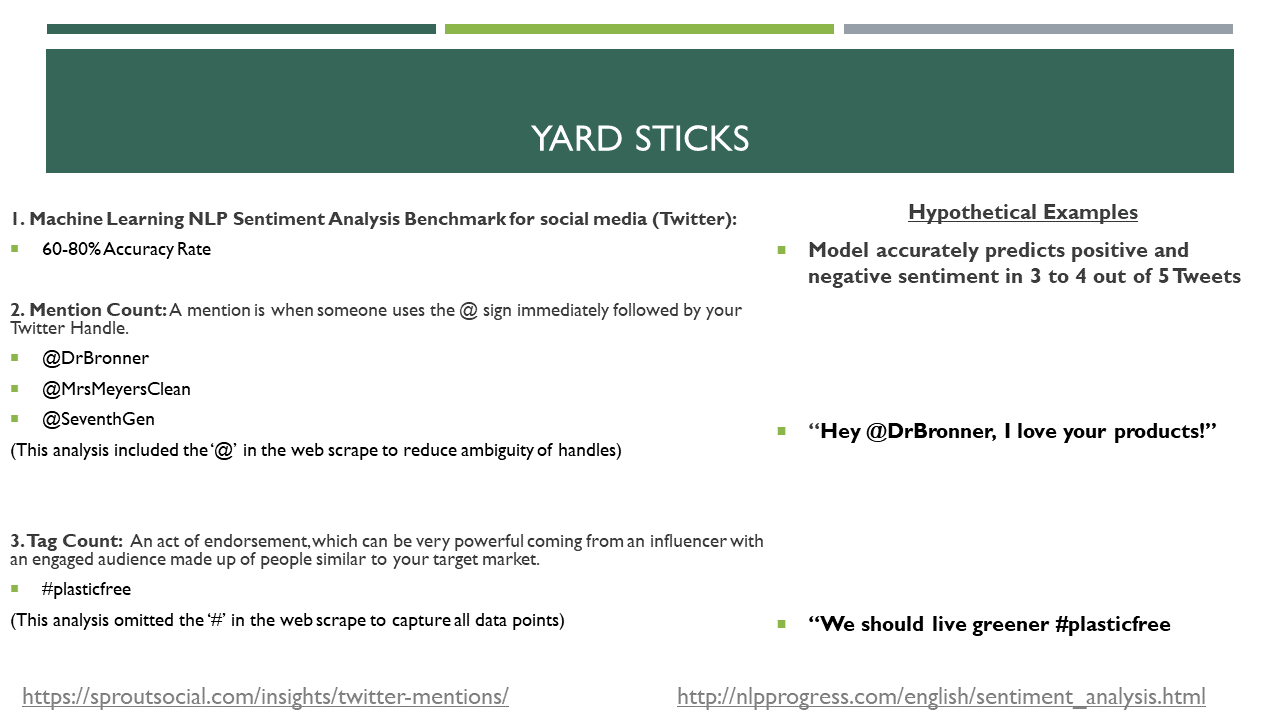 YARD STICKS
1. Machine Learning NLP Sentiment Analysis Benchmark for social media (Twitter):
60-80% Accuracy Rate
2. Mention Count: A mention is when someone uses the @ sign immediately followed by your
Twitter Handle.
@DrBronner
@MrsMeyersClean
@SeventhGen
(This analysis included the ‘@’ in the web scrape to reduce ambiguity of handles)
3. Tag Count: An act of endorsement, which can be very powerful coming from an influencer with
an engaged audience made up of people similar to your target market.
#plasticfree
(This analysis omitted the ‘#’ in the web scrape to capture all data points)
Hypothetical Examples
Model accurately predicts positive and
negative sentiment in 3 to 4 out of 5 Tweets
“Hey @DrBronner, I love your products!”
“We should live greener #plasticfree
https://sproutsocial.com/insights/twitter-mentions/
http://nlpprogress.com/english/sentiment_analysis.html